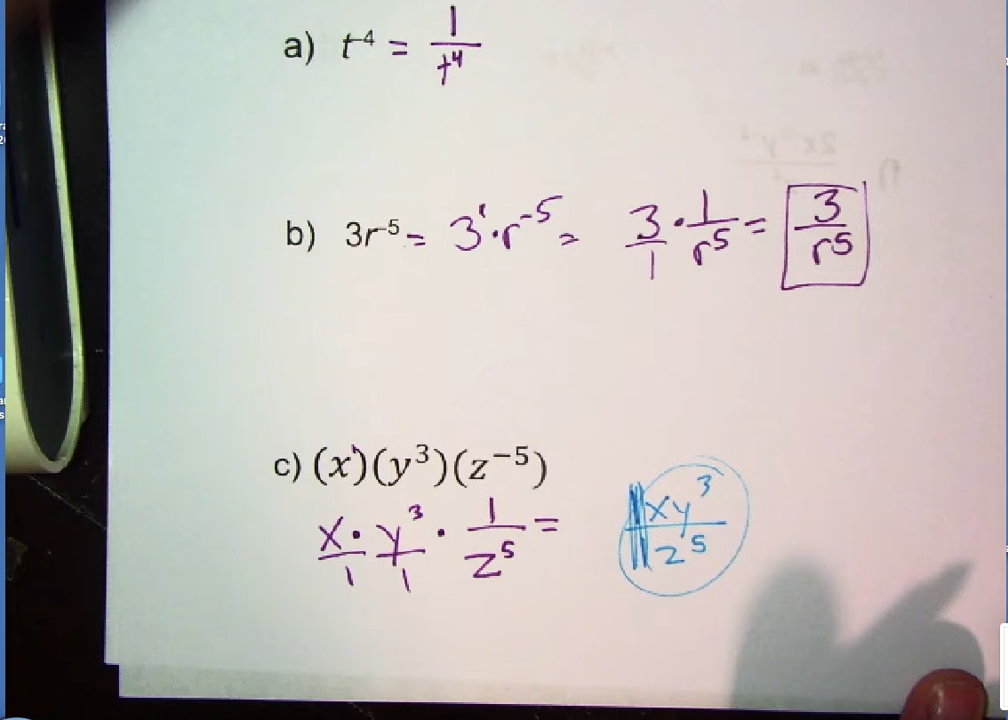 a) t⁻⁴ = 1/t⁴
b) 3r⁻⁵ = 3¹·r⁻⁵ = 3/1 · 1/r⁵ = 3/r⁵
c) (x)(y³)(z⁻⁵)
x/1 · y³/1 · 1/z⁵ = xy³/z⁵